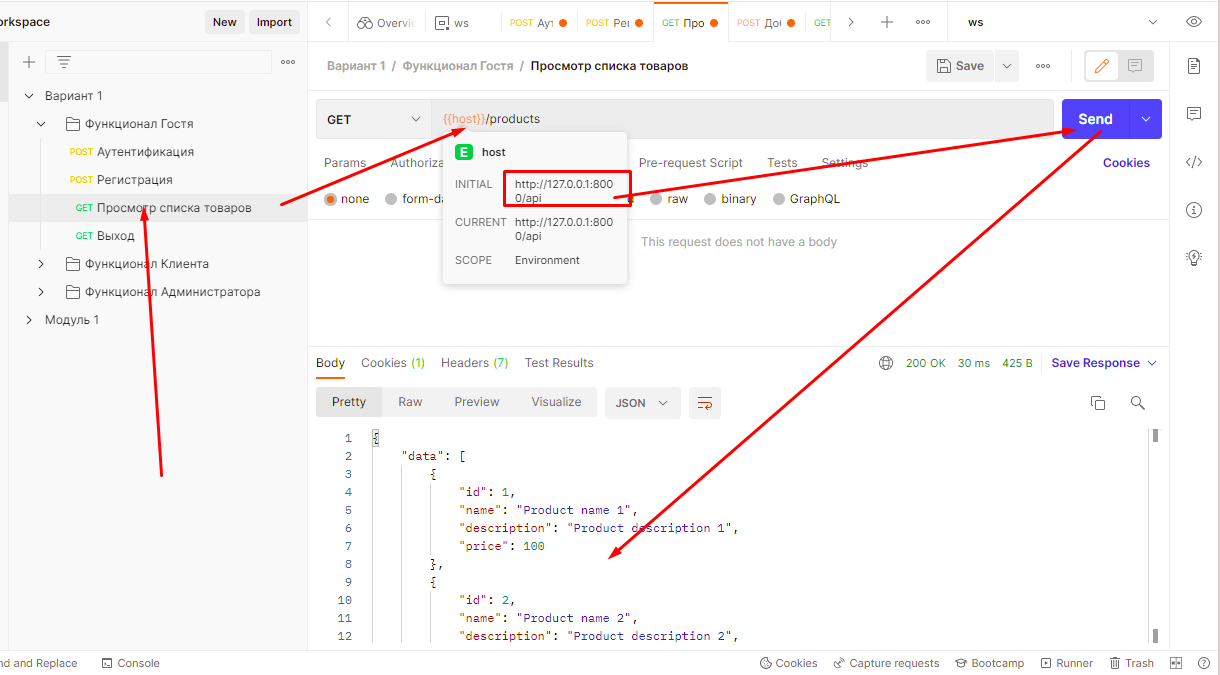 orkspace
New
Import
Overvi
ws
POST Аут
POST Рег
GET Про
POST Доб
GET
ws
Вариант 1 / Функционал Гостя / Просмотр списка товаров
Save
Вариант 1
Функционал Гостя
POST Аутентификация
POST Регистрация
GET Просмотр списка товаров
GET Выход
Функционал Клиента
Функционал Администратора
Модуль 1
GET
{{host}}/products
Send
Params
Authoriza
Pre-request Script
Tests
Settings
Cookies
none
form-da
raw
binary
GraphQL
E host
INITIAL http://127.0.0.1:800
0/api
CURRENT http://127.0.0.1:800
0/api
SCOPE Environment
This request does not have a body
Body
Cookies (1)
Headers (7)
Test Results
200 OK
30 ms
425 B
Save Response
Pretty
Raw
Preview
Visualize
JSON
1 {
2 "data": [
3 {
4 "id": 1,
5 "name": "Product name 1",
6 "description": "Product description 1",
7 "price": 100
8 },
9 {
10 "id": 2,
11 "name": "Product name 2",
12 "description": "Product description 2",
nd and Replace
Console
Cookies
Capture requests
Bootcamp
Runner
Trash